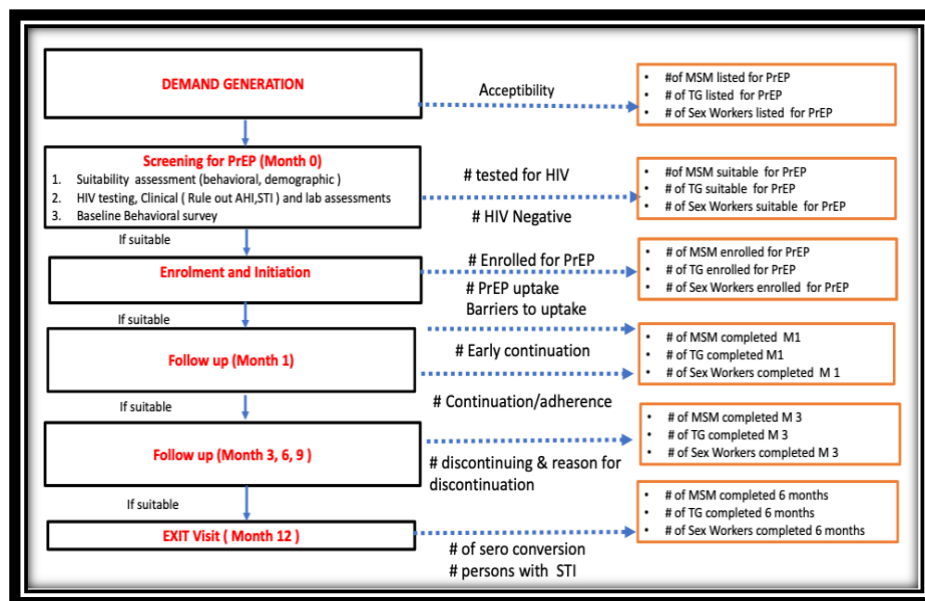 DEMAND GENERATION
Acceptibility
• #of MSM listed for PrEP
• # of TG listed for PrEP
• # of Sex Workers listed for PrEP
Screening for PrEP (Month 0)
1. Suitability assessment (behavioral, demographic )
2. HIV testing, Clinical ( Rule out AHI,STI ) and lab assessments
3. Baseline Behavioral survey
# tested for HIV
# HIV Negative
• #of MSM suitable for PrEP
• # of TG suitable for PrEP
• # of Sex Workers suitable for PrEP
If suitable
Enrolment and Initiation
# Enrolled for PrEP
# PrEP uptake
Barriers to uptake
• # of MSM enrolled for PrEP
• # of TG enrolled for PrEP
• # of Sex Workers enrolled for PrEP
If suitable
Follow up (Month 1)
# Early continuation
• # of MSM completed M1
• # of TG completed M1
• # of Sex Workers completed M 1
If suitable
# Continuation/adherence
Follow up (Month 3, 6, 9 )
# discontinuing & reason for
discontinuation
• # of MSM completed M 3
• # of TG completed M 3
• # of Sex Workers completed M 3
If suitable
EXIT Visit ( Month 12 )
# of sero conversion
# persons with STI
• # of MSM completed 6 months
• # of TG completed 6 months
• # of Sex Workers completed 6 months